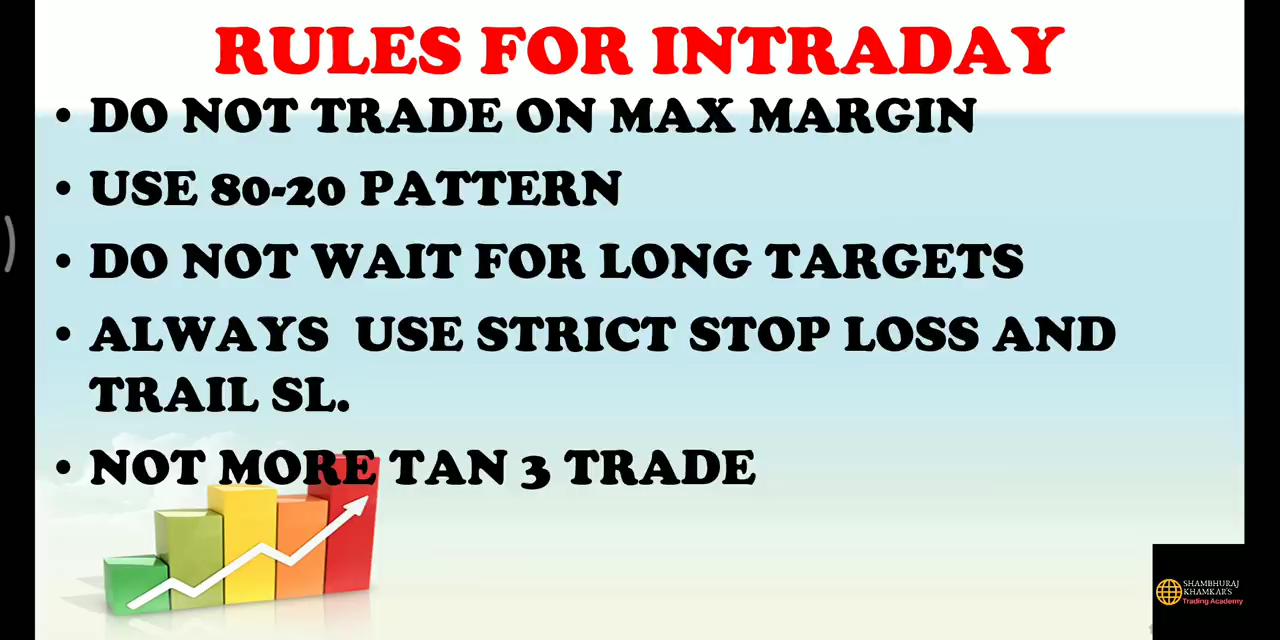 RULES FOR INTRADAY
• DO NOT TRADE ON MAX MARGIN
• USE 80-20 PATTERN
• DO NOT WAIT FOR LONG TARGETS
• ALWAYS USE STRICT STOP LOSS AND
TRAIL SL.
• NOT MORE TAN 3 TRADE
SHAMBHURAJ
KHAMKAR'S
Trading Academy